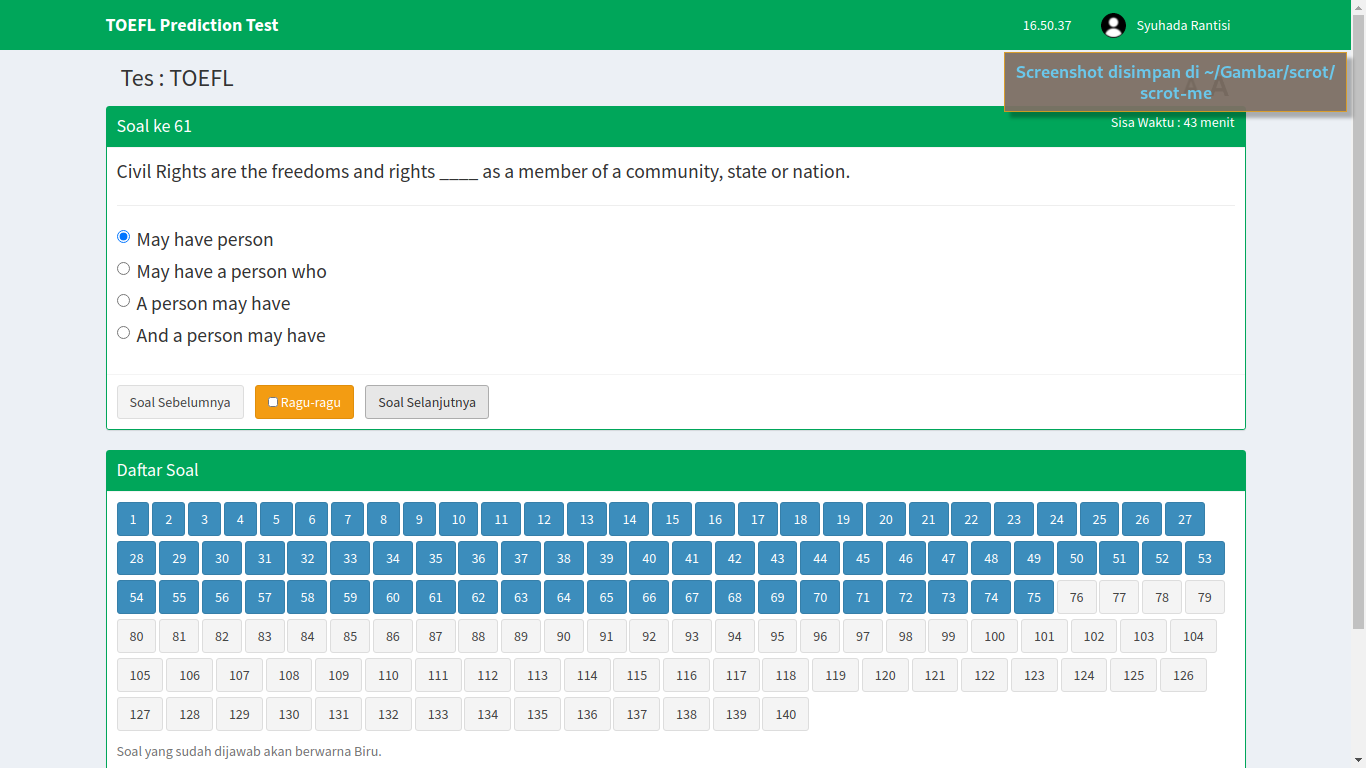 TOEFL Prediction Test
16.50.37
Syuhada Rantisi
Tes : TOEFL
Screenshot disimpan di ~/Gambar/scrot/
scrot-me
Soal ke 61
Sisa Waktu : 43 menit
Civil Rights are the freedoms and rights ____ as a member of a community, state or nation.
May have person
May have a person who
A person may have
And a person may have
Soal Sebelumnya
Ragu-ragu
Soal Selanjutnya
Daftar Soal
1 2 3 4 5 6 7 8 9 10 11 12 13 14 15 16 17 18 19 20 21 22 23 24 25 26 27
28 29 30 31 32 33 34 35 36 37 38 39 40 41 42 43 44 45 46 47 48 49 50 51 52 53
54 55 56 57 58 59 60 61 62 63 64 65 66 67 68 69 70 71 72 73 74 75 76 77 78 79
80 81 82 83 84 85 86 87 88 89 90 91 92 93 94 95 96 97 98 99 100 101 102 103 104
105 106 107 108 109 110 111 112 113 114 115 116 117 118 119 120 121 122 123 124 125 126
127 128 129 130 131 132 133 134 135 136 137 138 139 140
Soal yang sudah dijawab akan berwarna Biru.